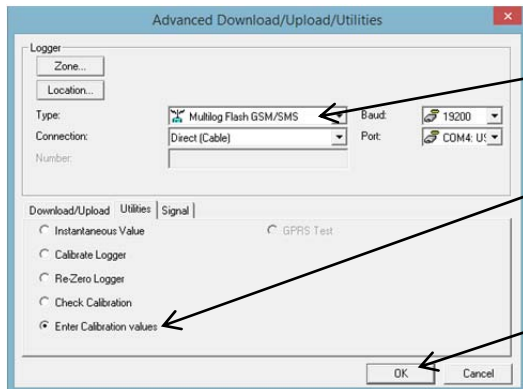 Advanced Download/Upload/Utilities
Logger
Zone...
Location...
Type: Multilog Flash GSM/SMS Baud: 19200
Connection: Direct (Cable) Port: COM4: US
Number:
Download/Upload Utilities Signal
Instantaneous Value GPRS Test
Calibrate Logger
Re-Zero Logger
Check Calibration
Enter Calibration values
OK Cancel